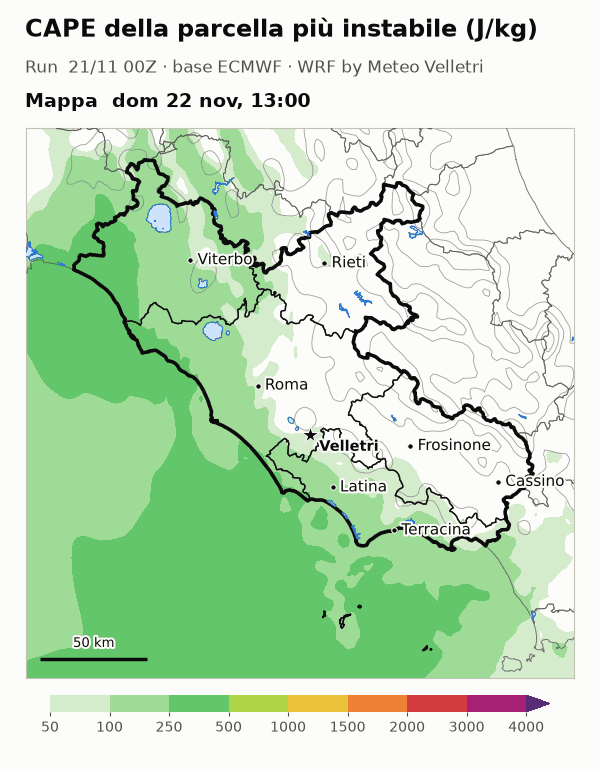 CAPE della parcella più instabile (J/kg)
Run  21/11 00Z · base ECMWF · WRF by Meteo Velletri
Mappa  dom 22 nov, 13:00
Viterbo
Rieti
Roma
Velletri
Frosinone
Cassino
Latina
Terracina
50 km
50 100 250 500 1000 1500 2000 3000 4000